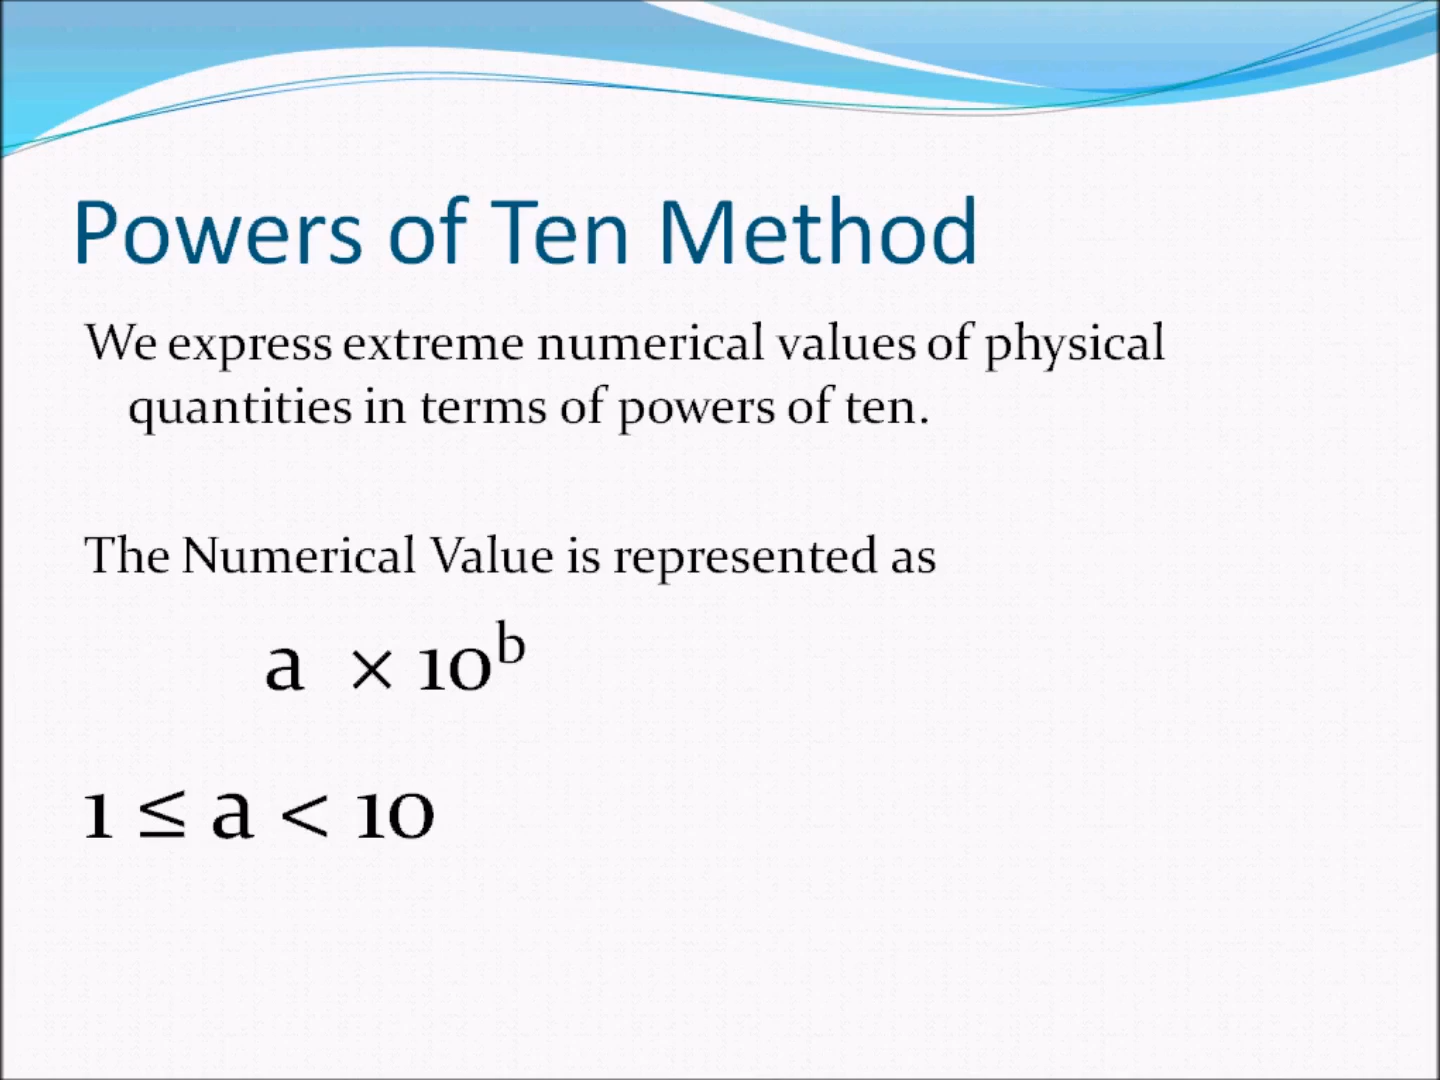 Powers of Ten Method
We express extreme numerical values of physical
quantities in terms of powers of ten.
The Numerical Value is represented as
a × 10ᵇ
1 ≤ a < 10